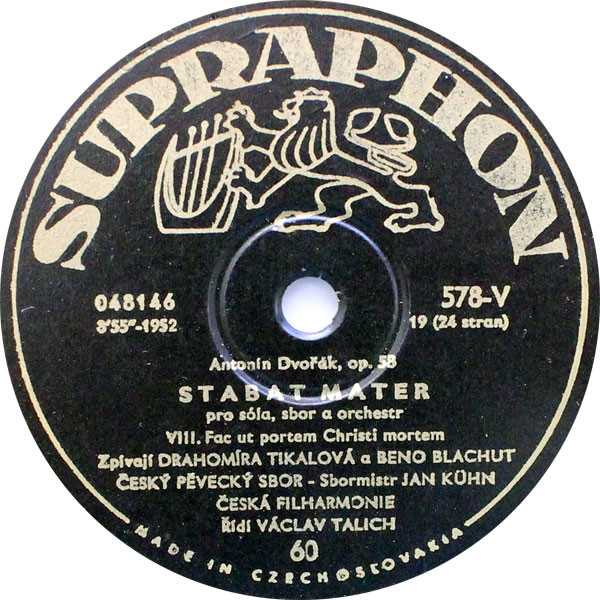 SUPRAPHON
048146
3'55"-1952
578-V
19 (24 stran)
Antonín Dvořák, op. 58
STABAT MATER
pro sóla, sbor a orchestr
VIII. Fac ut portem Christi mortem
Zpívají DRAHOMÍRA TIKALOVÁ a BENO BLACHUT
ČESKÝ PĚVECKÝ SBOR - Sbormistr JAN KÜHN
ČESKÁ FILHARMONIE
Řídí VÁCLAV TALICH
60
MADE IN CZECHOSLOVAKIA